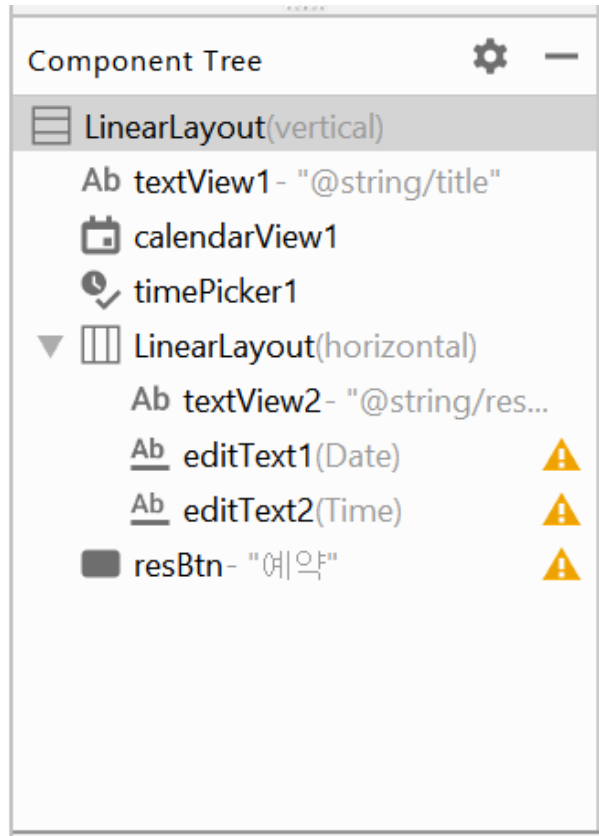 Component Tree
LinearLayout(vertical)
Ab textView1- "@string/title"
calendarView1
timePicker1
LinearLayout(horizontal)
Ab textView2- "@string/res...
Ab editText1(Date)
Ab editText2(Time)
resBtn- "예약"